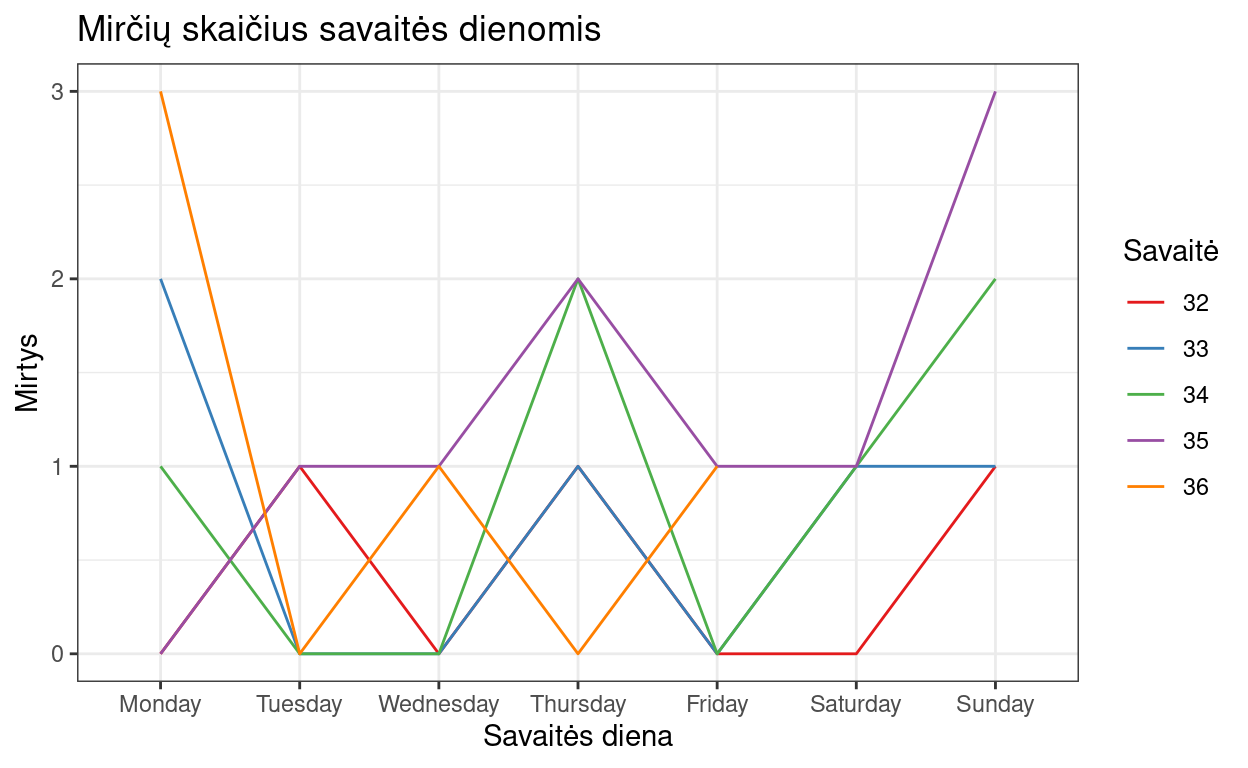 Mirčių skaičius savaitės dienomis
3
2
1
0
Mirtys
Monday Tuesday Wednesday Thursday Friday Saturday Sunday
Savaitės diena
Savaitė
32
33
34
35
36